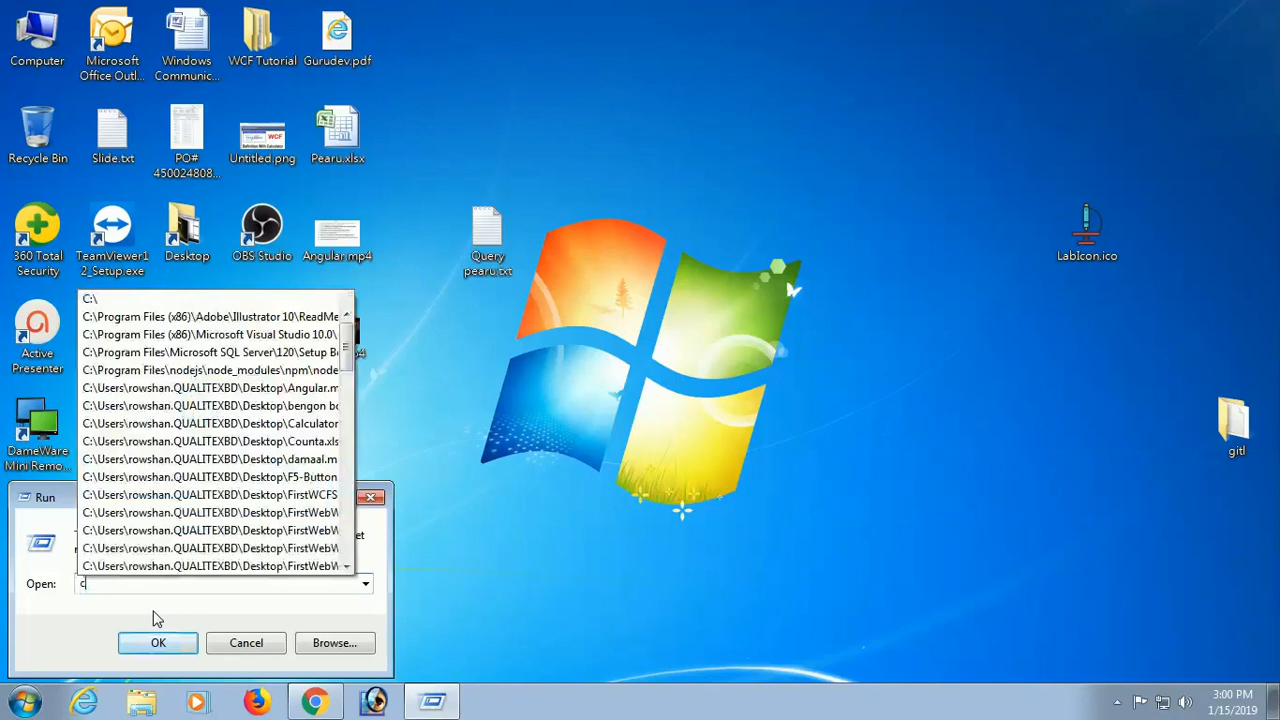 Computer
Microsoft
Office Outl...
Windows
Communic...
WCF Tutorial
Gurudev.pdf
Recycle Bin
Slide.txt
PO#
450024808...
WCF
Untitled.png
Pearu.xlsx
360 Total
Security
TeamViewer1
2_Setup.exe
Desktop
OBS Studio
Angular.mp4
Query
pearu.txt
LabIcon.ico
Active
Presenter
DameWare
Mini Remo...
gitl
C:\
C:\Program Files (x86)\Adobe\Illustrator 10\ReadMe
C:\Program Files (x86)\Microsoft Visual Studio 10.0\
C:\Program Files\Microsoft SQL Server\120\Setup Bo
C:\Program Files\nodejs\node_modules\npm\node
C:\Users\rowshan.QUALITEXBD\Desktop\Angular.m
C:\Users\rowshan.QUALITEXBD\Desktop\bengon bo
C:\Users\rowshan.QUALITEXBD\Desktop\Calculator
C:\Users\rowshan.QUALITEXBD\Desktop\Counta.xls
C:\Users\rowshan.QUALITEXBD\Desktop\damaal.m
C:\Users\rowshan.QUALITEXBD\Desktop\F5-Button.
C:\Users\rowshan.QUALITEXBD\Desktop\FirstWCFS
C:\Users\rowshan.QUALITEXBD\Desktop\FirstWebW
C:\Users\rowshan.QUALITEXBD\Desktop\FirstWebW
C:\Users\rowshan.QUALITEXBD\Desktop\FirstWebW
C:\Users\rowshan.QUALITEXBD\Desktop\FirstWebW
Run
Open: c
OK Cancel Browse...
3:00 PM
1/15/2019